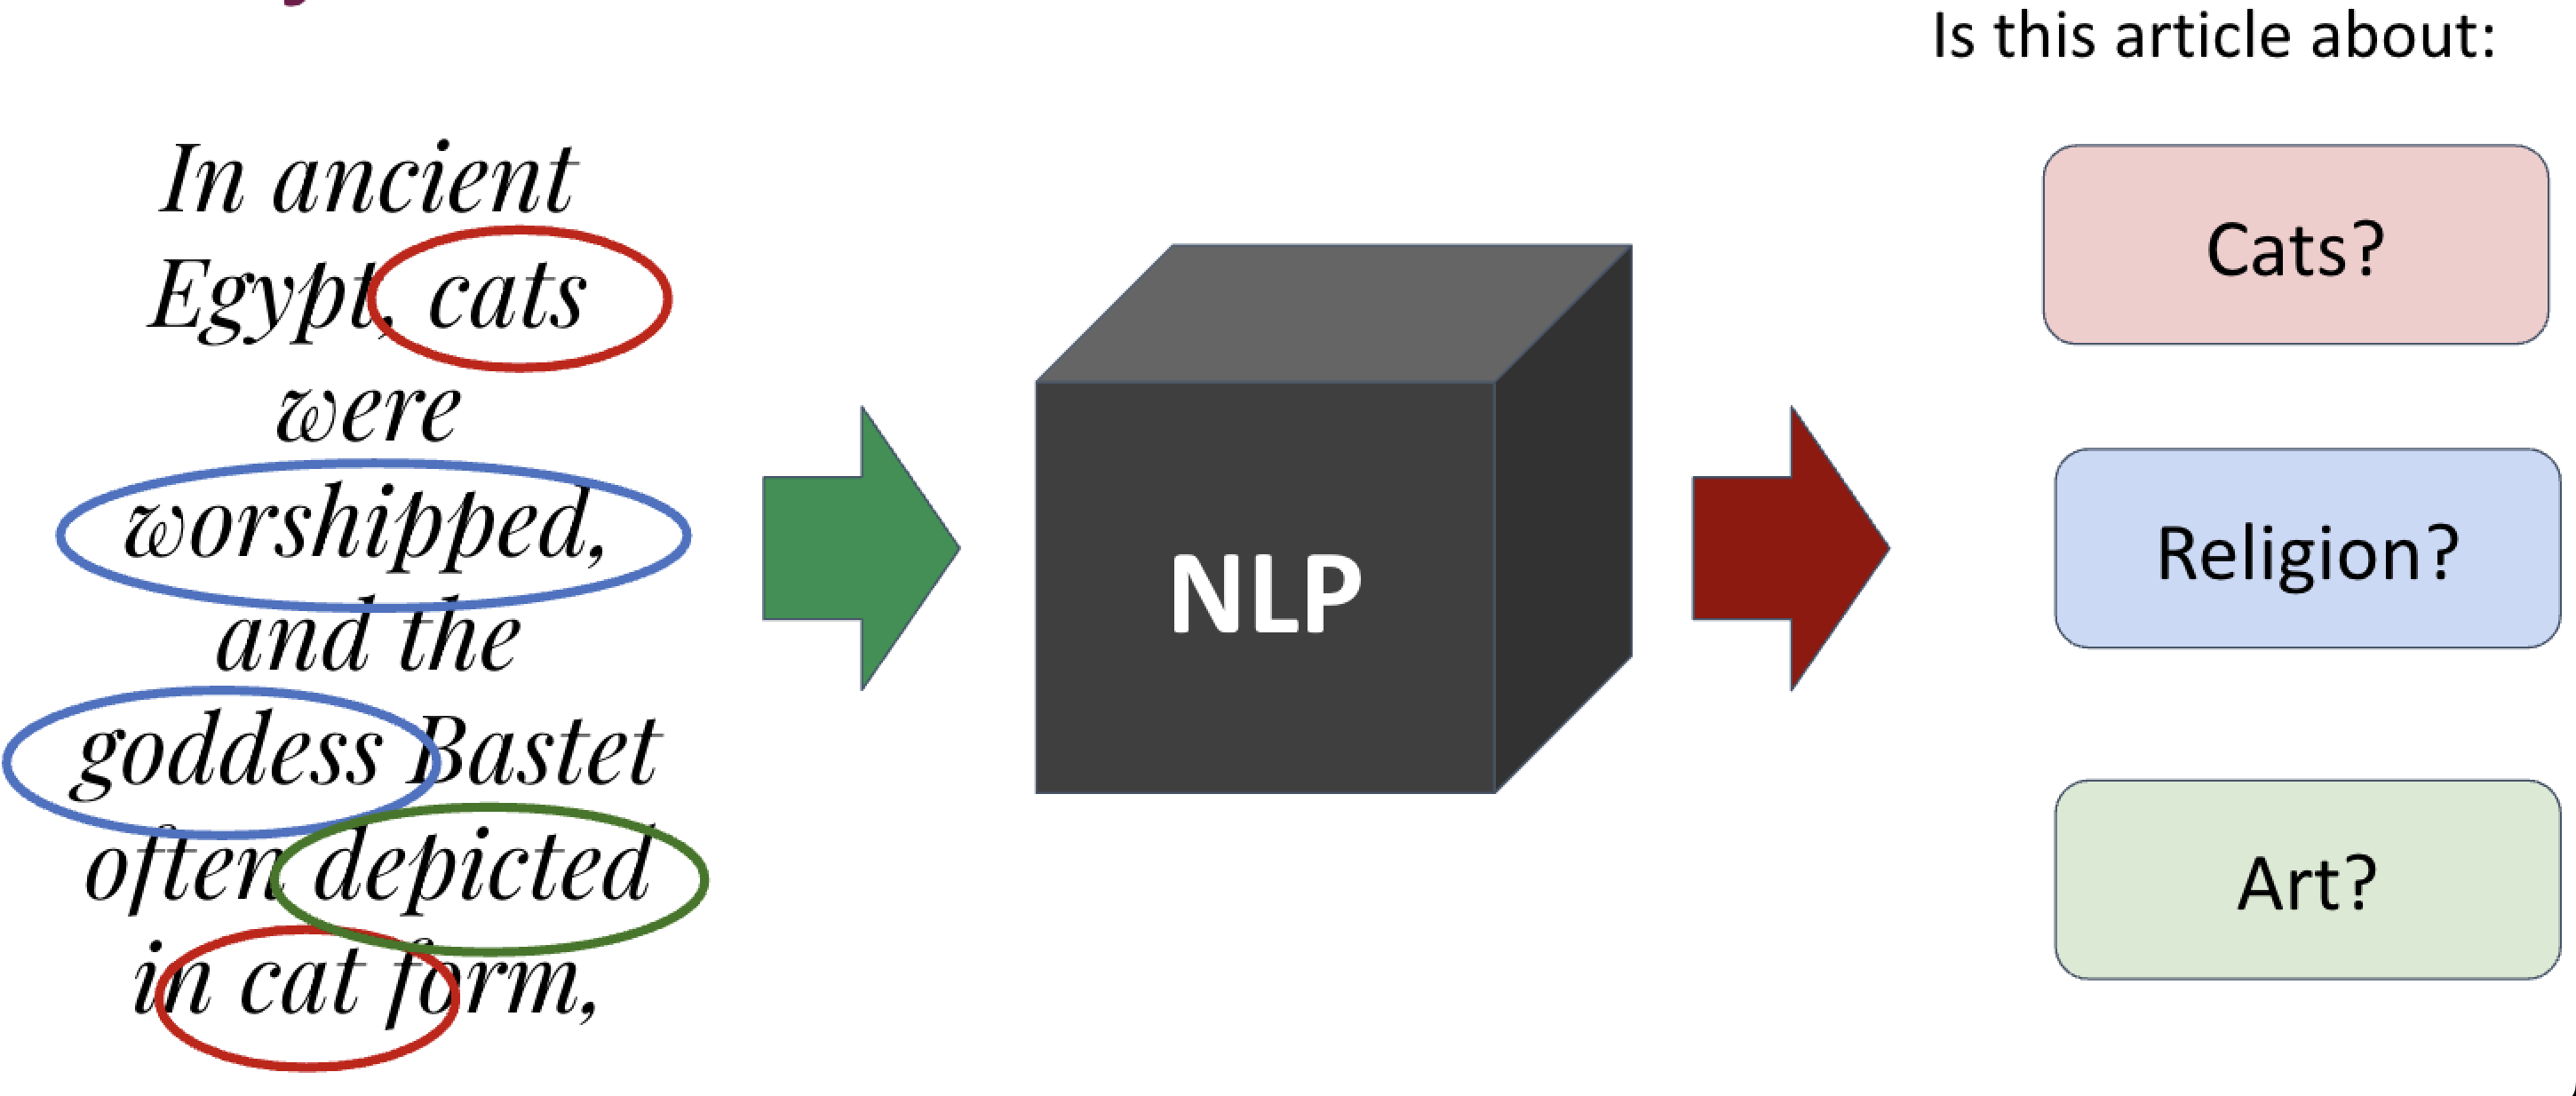 In ancient
Egypt, cats
were
worshipped,
and the
goddess Bastet
often depicted
in cat form,
NLP
Is this article about:
Cats?
Religion?
Art?